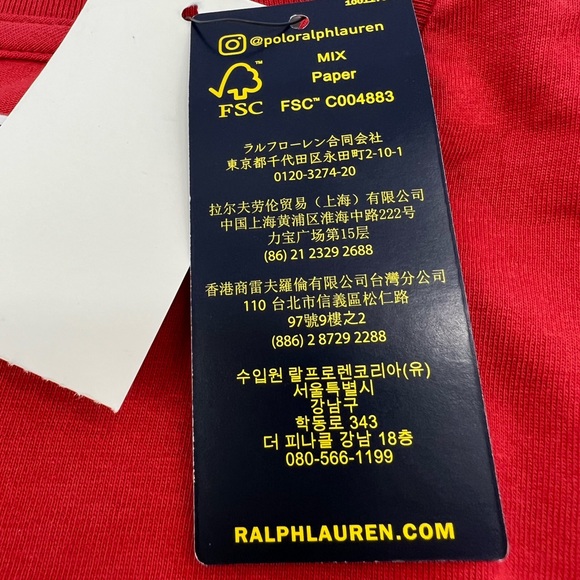 @poloralphlauren
MIX
Paper
FSC™
FSC™ C004883
ラルフローレン合同会社
東京都千代田区永田町2-10-1
0120-3274-20
拉尔夫劳伦贸易（上海）有限公司
中国上海黄浦区淮海中路222号
力宝广场第15层
(86) 21 2329 2688
香港商雷夫羅倫有限公司台灣分公司
110 台北市信義區松仁路
97號9樓之2
(886) 2 8729 2288
수입원 랄프로렌코리아(유)
서울특별시
강남구
학동로 343
더 피나클 강남 18층
080-566-1199
RALPHLAUREN.COM